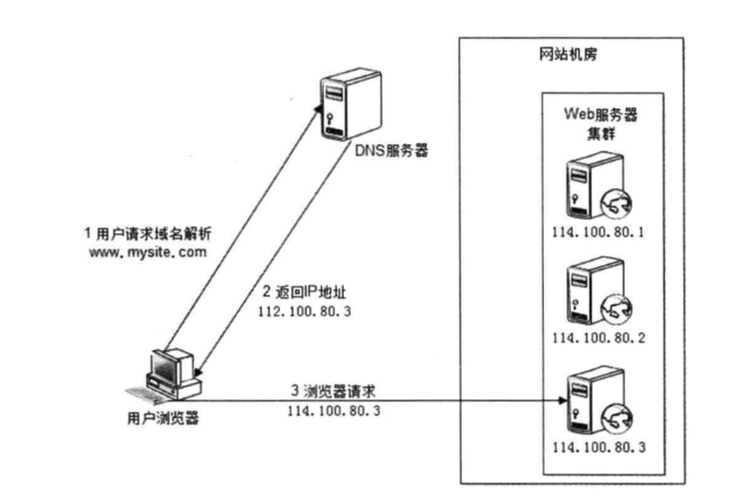 网站机房
Web服务器
集群
DNS服务器
114.100.80.1
1 用户请求域名解析
www.mysite.com
2 返回IP地址
112.100.80.3
114.100.80.2
3 浏览器请求
114.100.80.3
用户浏览器
114.100.80.3